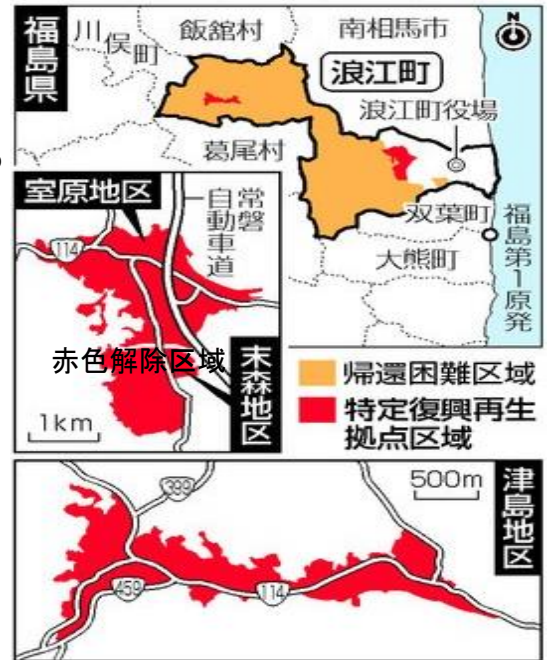 福島県
川俣町
飯舘村
南相馬市
N
浪江町
浪江町役場
葛尾村
双葉町
福島第1原発
大熊町
室原地区
常磐
自動車道
114
赤色解除区域
末森地区
1km
帰還困難区域
特定復興再生
拠点区域
500m
津島地区
399
459
114